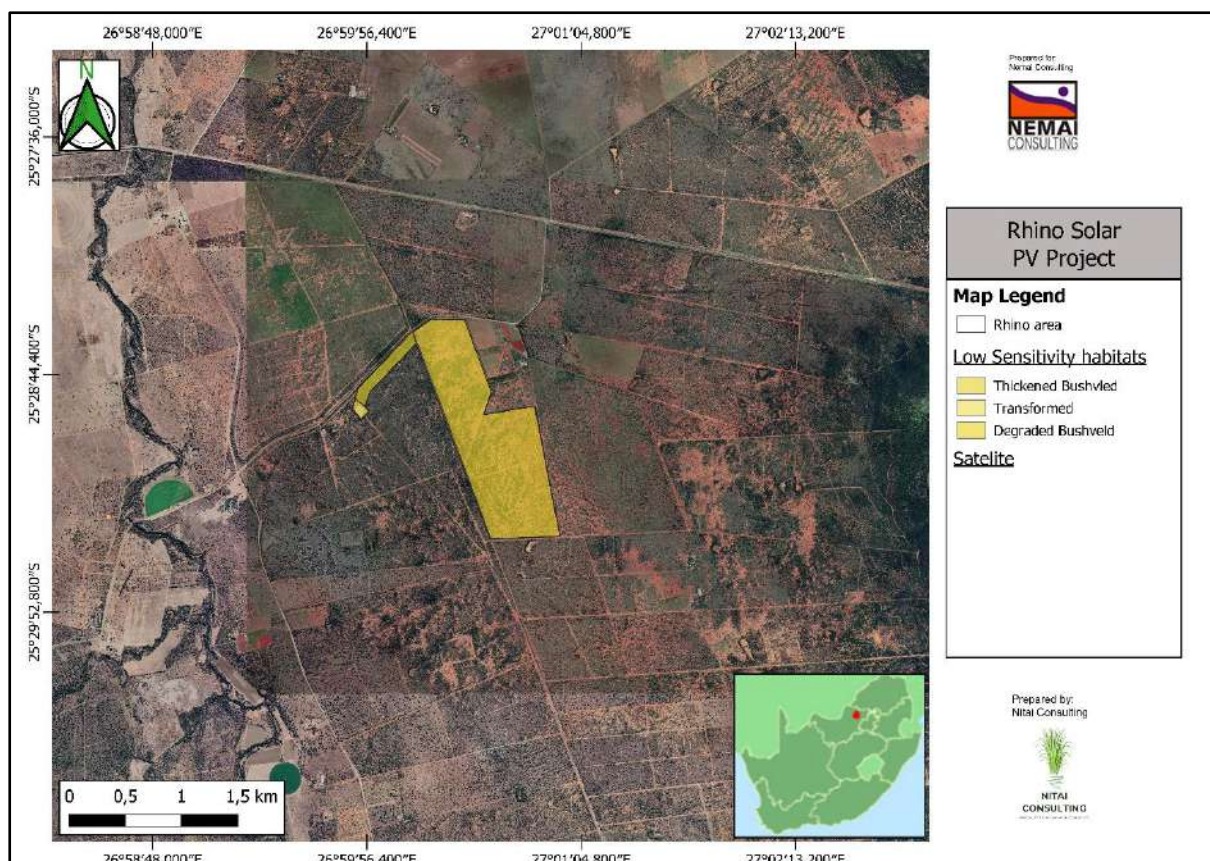 26°58′48,000″E 26°59′56,400″E 27°01′04,800″E 27°02′13,200″E
N
25°27′36,000″S
25°28′44,400″S
25°29′52,800″S
0 0,5 1 1,5 km
26°58′48,000″E 26°59′56,400″E 27°01′04,800″E 27°02′13,200″E
Prepared for
Nemai Consulting
NEMAI
CONSULTING
Rhino Solar
PV Project
Map Legend
Rhino area
Low Sensitivity habitats
Thickened Bushvled
Transformed
Degraded Bushveld
Satelite
Prepared by:
Nitai Consulting
NITAI
CONSULTING